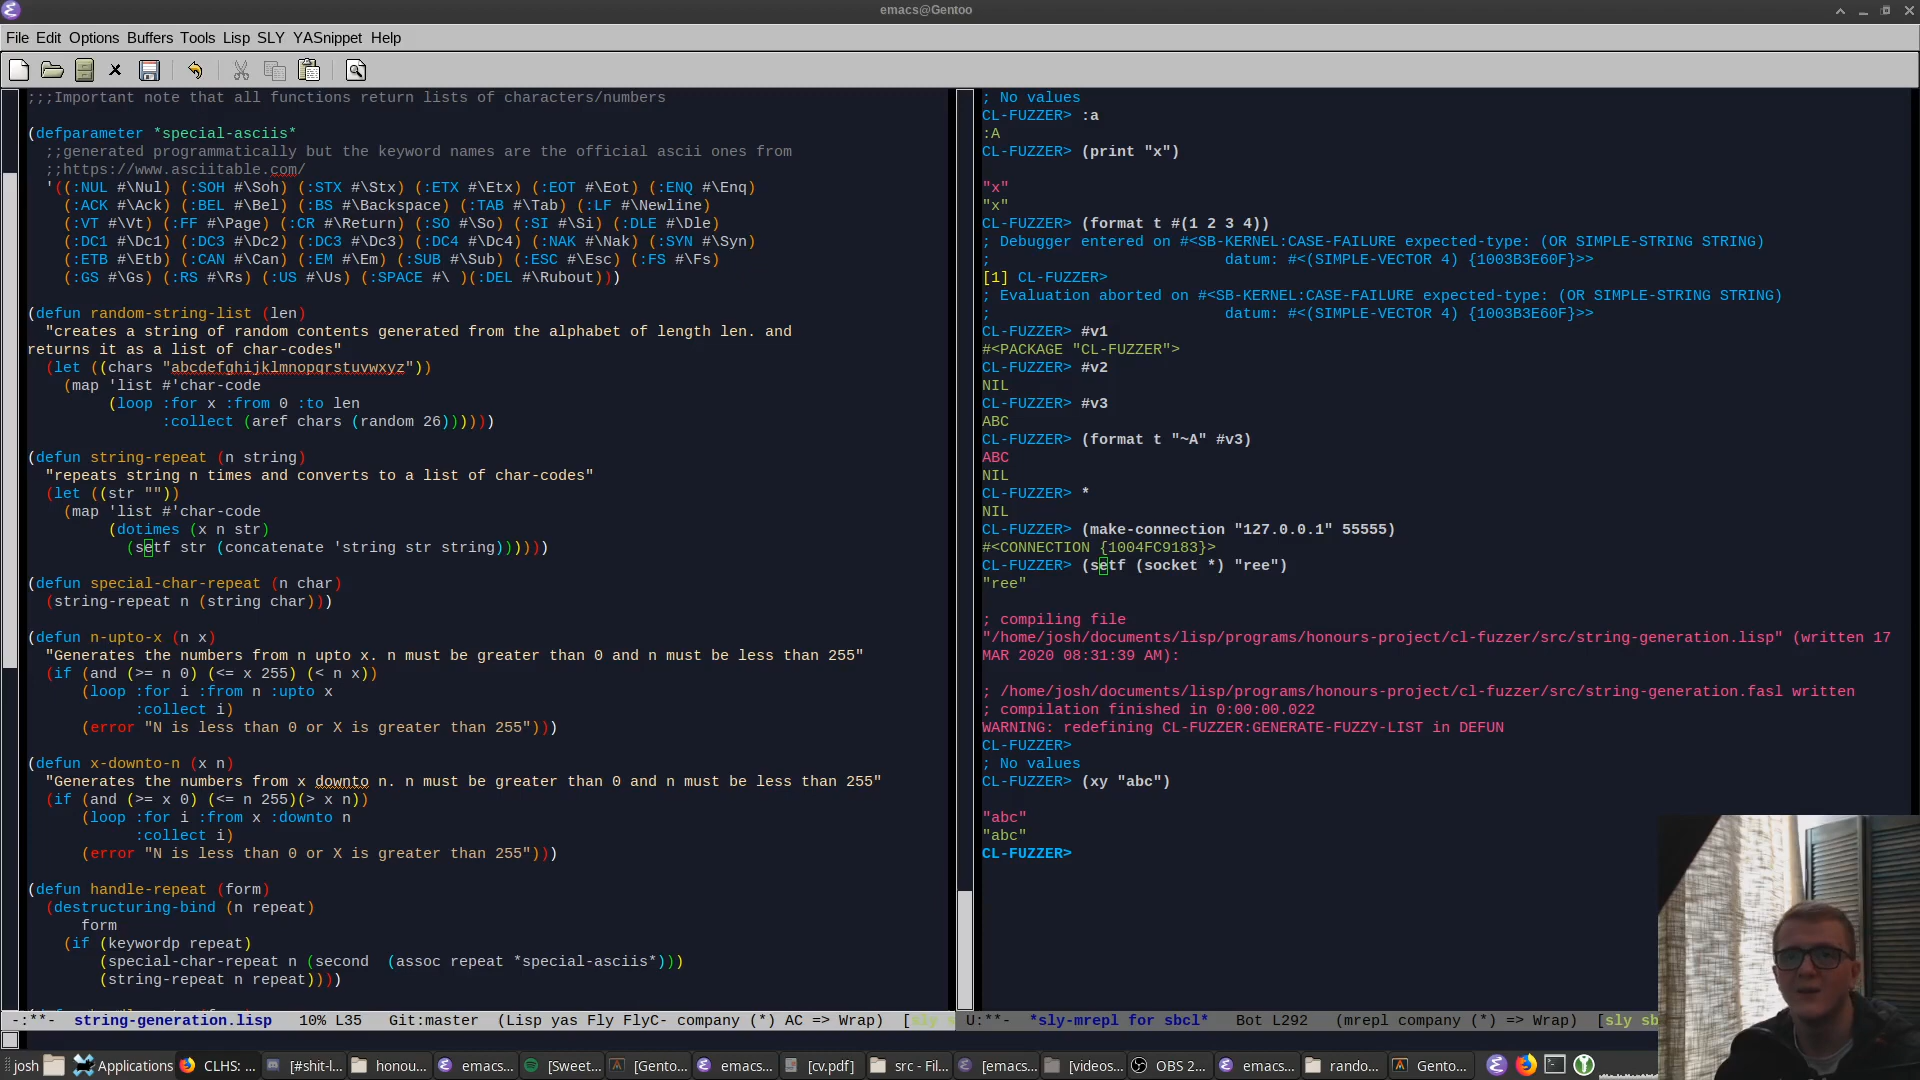 emacs@Gentoo
File Edit Options Buffers Tools Lisp SLY YASnippet Help
;;;Important note that all functions return lists of characters/numbers
(defparameter *special-asciis*
;;generated programmatically but the keyword names are the official ascii ones from
;;https://www.asciitable.com/
'((:NUL #\Nul) (:SOH #\Soh) (:STX #\Stx) (:ETX #\Etx) (:EOT #\Eot) (:ENQ #\Enq)
(:ACK #\Ack) (:BEL #\Bel) (:BS #\Backspace) (:TAB #\Tab) (:LF #\Newline)
(:VT #\Vt) (:FF #\Page) (:CR #\Return) (:SO #\So) (:SI #\Si) (:DLE #\Dle)
(:DC1 #\Dc1) (:DC3 #\Dc2) (:DC3 #\Dc3) (:DC4 #\Dc4) (:NAK #\Nak) (:SYN #\Syn)
(:ETB #\Etb) (:CAN #\Can) (:EM #\Em) (:SUB #\Sub) (:ESC #\Esc) (:FS #\Fs)
(:GS #\Gs) (:RS #\Rs) (:US #\Us) (:SPACE #\ )(:DEL #\Rubout)))
(defun random-string-list (len)
"creates a string of random contents generated from the alphabet of length len. and
returns it as a list of char-codes"
(let ((chars "abcdefghijklmnopqrstuvwxyz"))
(map 'list #'char-code
(loop :for x :from 0 :to len
:collect (aref chars (random 26))))))
(defun string-repeat (n string)
"repeats string n times and converts to a list of char-codes"
(let ((str ""))
(map 'list #'char-code
(dotimes (x n str)
(setf str (concatenate 'string str string))))))
(defun special-char-repeat (n char)
(string-repeat n (string char)))
(defun n-upto-x (n x)
"Generates the numbers from n upto x. n must be greater than 0 and n must be less than 255"
(if (and (>= n 0) (<= x 255) (< n x))
(loop :for i :from n :upto x
:collect i)
(error "N is less than 0 or X is greater than 255")))
(defun x-downto-n (x n)
"Generates the numbers from x downto n. n must be greater than 0 and n must be less than 255"
(if (and (>= x 0) (<= n 255)(> x n))
(loop :for i :from x :downto n
:collect i)
(error "N is less than 0 or X is greater than 255")))
(defun handle-repeat (form)
(destructuring-bind (n repeat)
form
(if (keywordp repeat)
(special-char-repeat n (second  (assoc repeat *special-asciis*)))
(string-repeat n repeat))))
-:**-  string-generation.lisp   10% L35   Git:master  (Lisp yas Fly FlyC- company (*) AC => Wrap)  [sly s
; No values
CL-FUZZER> :a
:A
CL-FUZZER> (print "x")
"x"
"x"
CL-FUZZER> (format t #(1 2 3 4))
; Debugger entered on #<SB-KERNEL:CASE-FAILURE expected-type: (OR SIMPLE-STRING STRING)
;                          datum: #<(SIMPLE-VECTOR 4) {1003B3E60F}>>
[1] CL-FUZZER>
; Evaluation aborted on #<SB-KERNEL:CASE-FAILURE expected-type: (OR SIMPLE-STRING STRING)
;                          datum: #<(SIMPLE-VECTOR 4) {1003B3E60F}>>
CL-FUZZER> #v1
#<PACKAGE "CL-FUZZER">
CL-FUZZER> #v2
NIL
CL-FUZZER> #v3
ABC
CL-FUZZER> (format t "~A" #v3)
ABC
NIL
CL-FUZZER> *
NIL
CL-FUZZER> (make-connection "127.0.0.1" 55555)
#<CONNECTION {1004FC9183}>
CL-FUZZER> (setf (socket *) "ree")
"ree"
; compiling file
"/home/josh/documents/lisp/programs/honours-project/cl-fuzzer/src/string-generation.lisp" (written 17
MAR 2020 08:31:39 AM):
; /home/josh/documents/lisp/programs/honours-project/cl-fuzzer/src/string-generation.fasl written
; compilation finished in 0:00:00.022
WARNING: redefining CL-FUZZER:GENERATE-FUZZY-LIST in DEFUN
CL-FUZZER>
; No values
CL-FUZZER> (xy "abc")
"abc"
"abc"
CL-FUZZER>
U:**-  *sly-mrepl for sbcl*   Bot L292   (mrepl company (*) => Wrap)  [sly sb
josh Applications CLHS: ... [#shit-l... honou... emacs... [Sweet... [Gento... emacs... [cv.pdf] src - Fil... [emacs... [videos... OBS 2... emacs... rando... Gento...